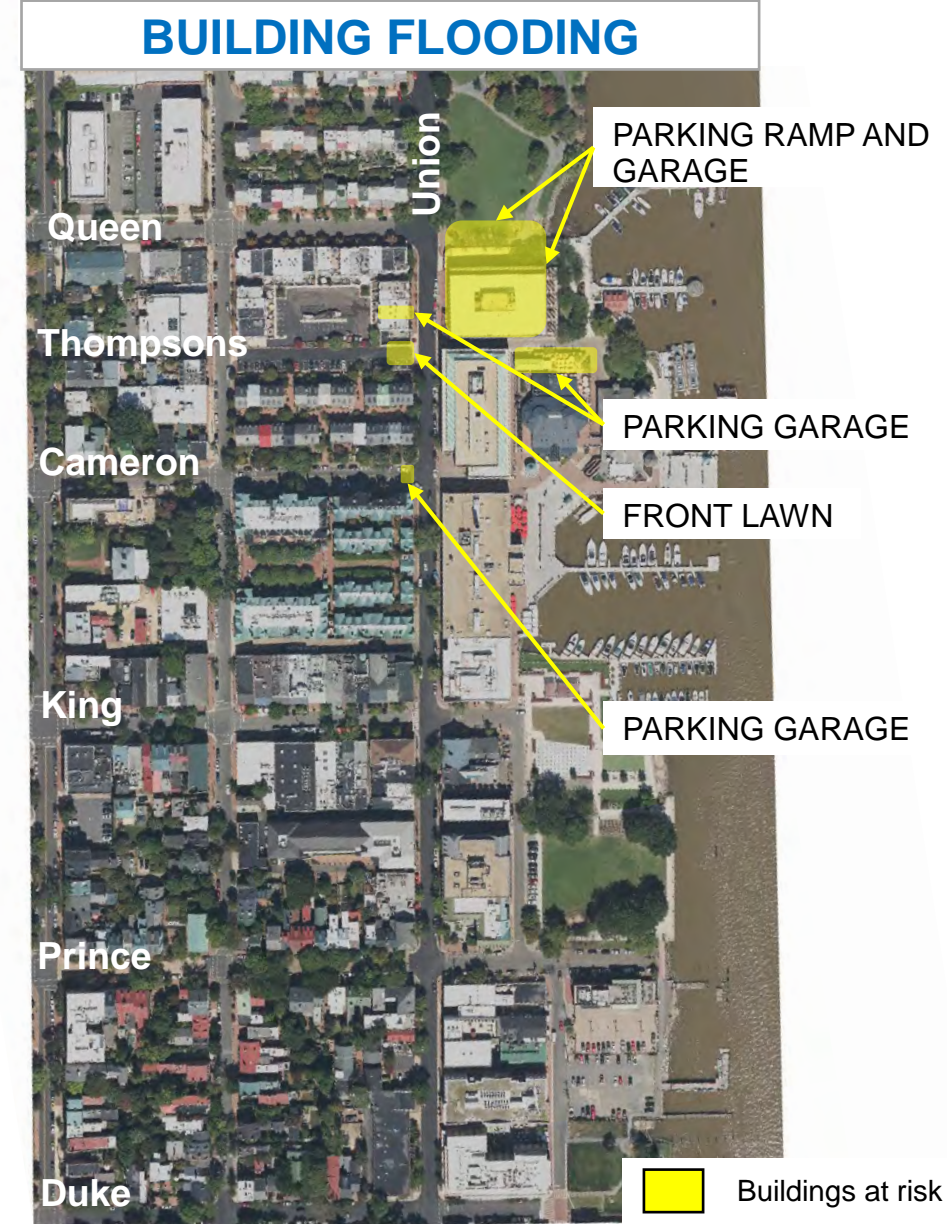 BUILDING FLOODING
Union
PARKING RAMP AND
GARAGE
Queen
Thompsons
PARKING GARAGE
Cameron
FRONT LAWN
King
PARKING GARAGE
Prince
Duke
Buildings at risk